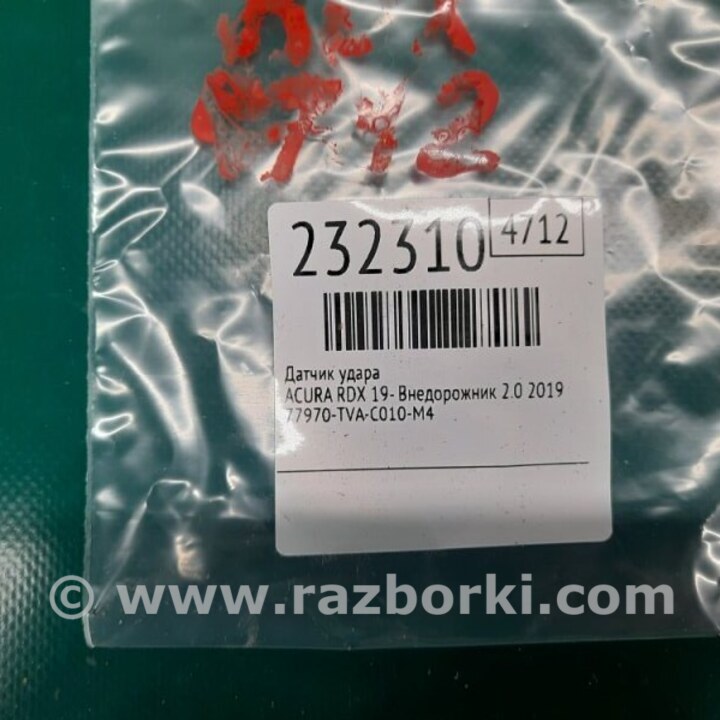 4712
232310 4712
Датчик удара
ACURA RDX 19- Внедорожник 2.0 2019
77970-TVA-C010-M4
© www.razborki.com